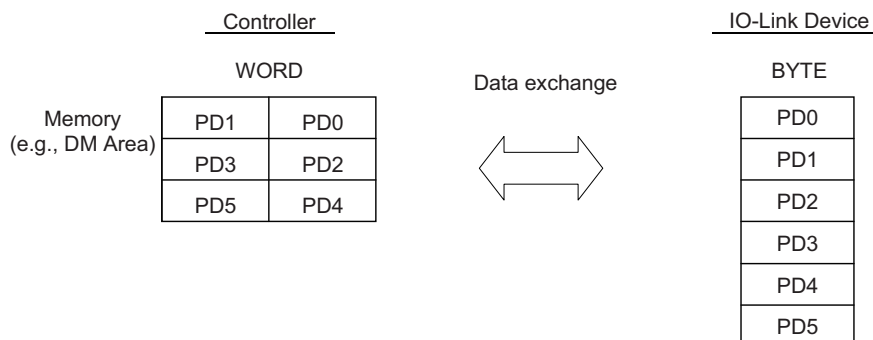 Controller
IO-Link Device
WORD
Data exchange
BYTE
Memory
(e.g., DM Area)
PD1 PD0
PD3 PD2
PD5 PD4
PD0
PD1
PD2
PD3
PD4
PD5